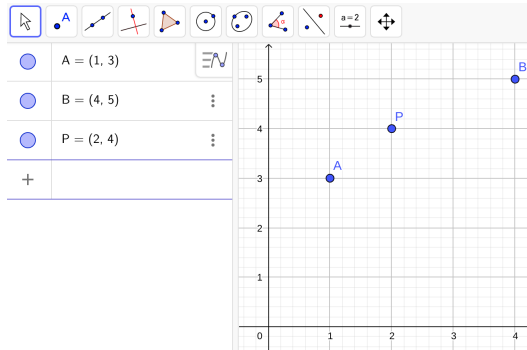 A
α
a=2
A = (1, 3)
B = (4, 5)
P = (2, 4)
+
5
B
4
P
3
A
2
1
0
1
2
3
4